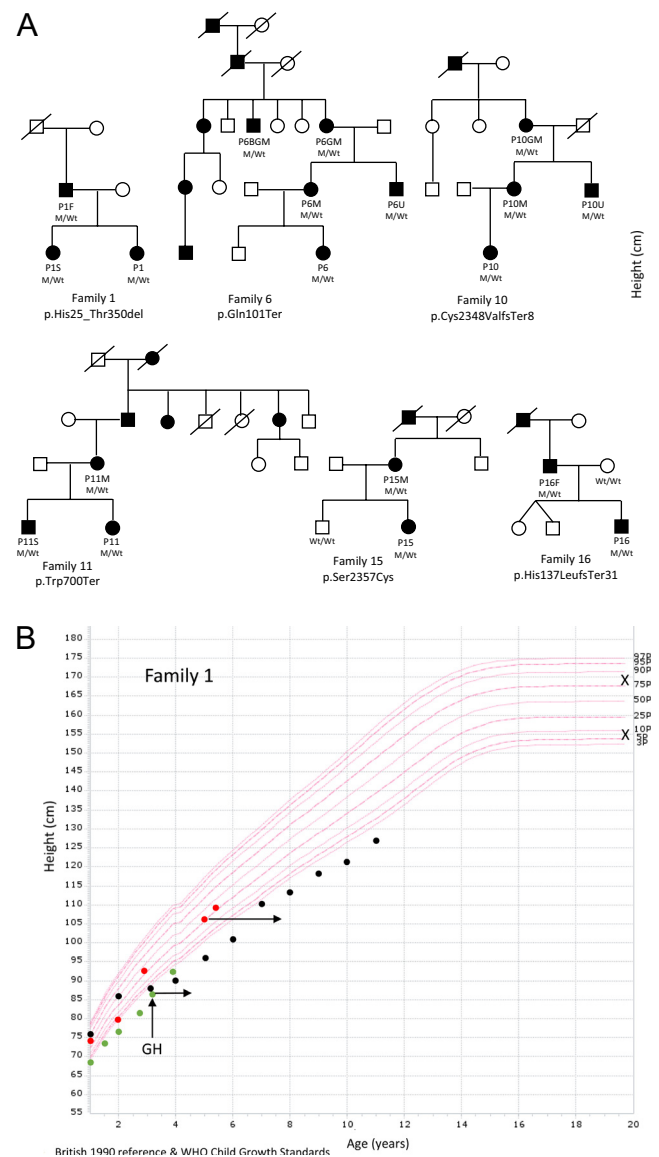 A
P6BGM
P6GM
M/Wt
P10GM
M/Wt
P1F
M/Wt
P6M
M/Wt
P6U
M/Wt
P10M
M/Wt
P10U
M/Wt
P1S
M/Wt
P1
M/Wt
P6
M/Wt
P10
M/Wt
Family 1
p.His25_Thr350del
Family 6
p.Gln101Ter
Family 10
p.Cys2348ValfsTer8
Height (cm)
P11M
M/Wt
P15M
M/Wt
P16F
M/Wt
Wt/Wt
P11S
M/Wt
P11
M/Wt
Wt/Wt
P15
M/Wt
P16
M/Wt
Family 11
p.Trp700Ter
Family 15
p.Ser2357Cys
Family 16
p.His137LeufsTer31
B
Family 1
180
175
170
165
160
155
150
145
140
135
130
125
120
115
110
105
100
95
90
85
80
75
70
65
60
55
Height (cm)
97P
95P
90P
X
75P
50P
25P
10P
X
5P
3P
GH
2 4 6 8 10 12 14 16 18 20
Age (years)
British 1990 reference & WHO Child Growth Standards